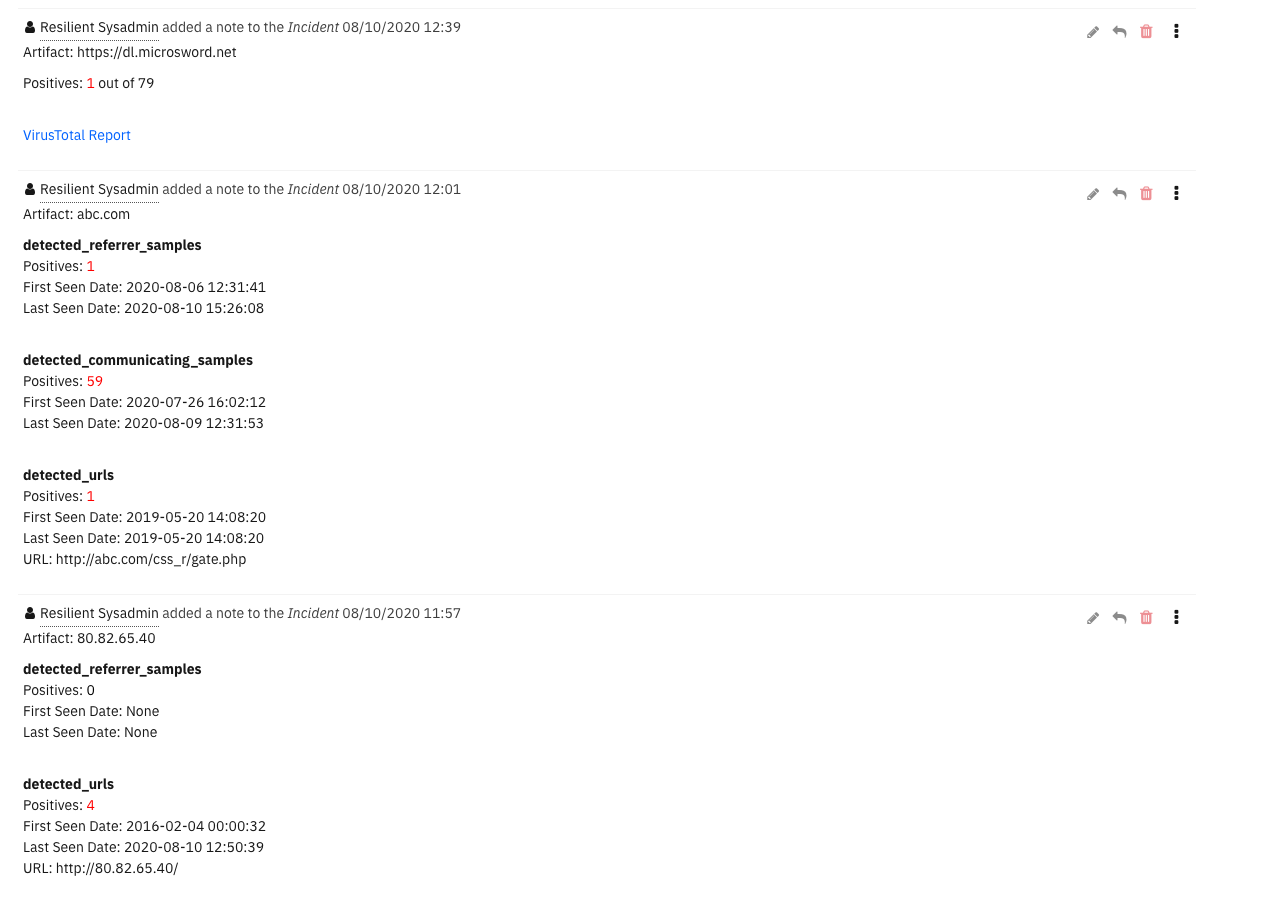 Resilient Sysadmin added a note to the Incident 08/10/2020 12:39
Artifact: https://dl.microsword.net
Positives: 1 out of 79
VirusTotal Report
Resilient Sysadmin added a note to the Incident 08/10/2020 12:01
Artifact: abc.com
detected_referrer_samples
Positives: 1
First Seen Date: 2020-08-06 12:31:41
Last Seen Date: 2020-08-10 15:26:08
detected_communicating_samples
Positives: 59
First Seen Date: 2020-07-26 16:02:12
Last Seen Date: 2020-08-09 12:31:53
detected_urls
Positives: 1
First Seen Date: 2019-05-20 14:08:20
Last Seen Date: 2019-05-20 14:08:20
URL: http://abc.com/css_r/gate.php
Resilient Sysadmin added a note to the Incident 08/10/2020 11:57
Artifact: 80.82.65.40
detected_referrer_samples
Positives: 0
First Seen Date: None
Last Seen Date: None
detected_urls
Positives: 4
First Seen Date: 2016-02-04 00:00:32
Last Seen Date: 2020-08-10 12:50:39
URL: http://80.82.65.40/